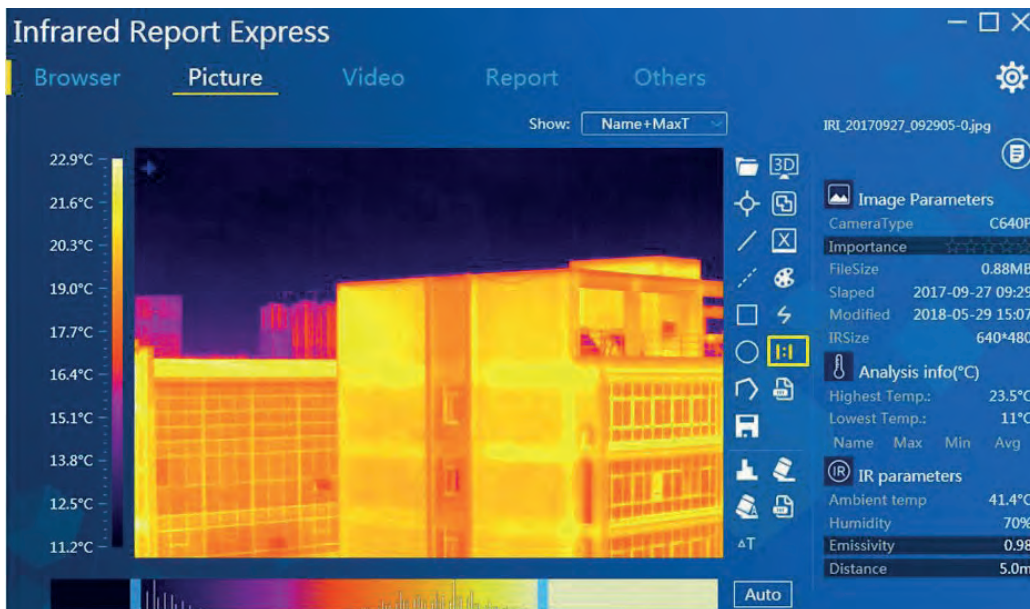 Infrared Report Express
Browser Picture Video Report Others
Show: Name+MaxT
IRI_20170927_092905-0.jpg
22.9°C
21.6°C
20.3°C
19.0°C
17.7°C
16.4°C
15.1°C
13.8°C
12.5°C
11.2°C
3D
X
1:1
A
ΔT
Auto
Image Parameters
CameraType C640P
Importance
FileSize 0.88MB
Slaped 2017-09-27 09:29
Modified 2018-05-29 15:07
IRSize 640*480
Analysis info(°C)
Highest Temp.: 23.5°C
Lowest Temp.: 11°C
Name Max Min Avg
IR IR parameters
Ambient temp 41.4°C
Humidity 70%
Emissivity 0.98
Distance 5.0m